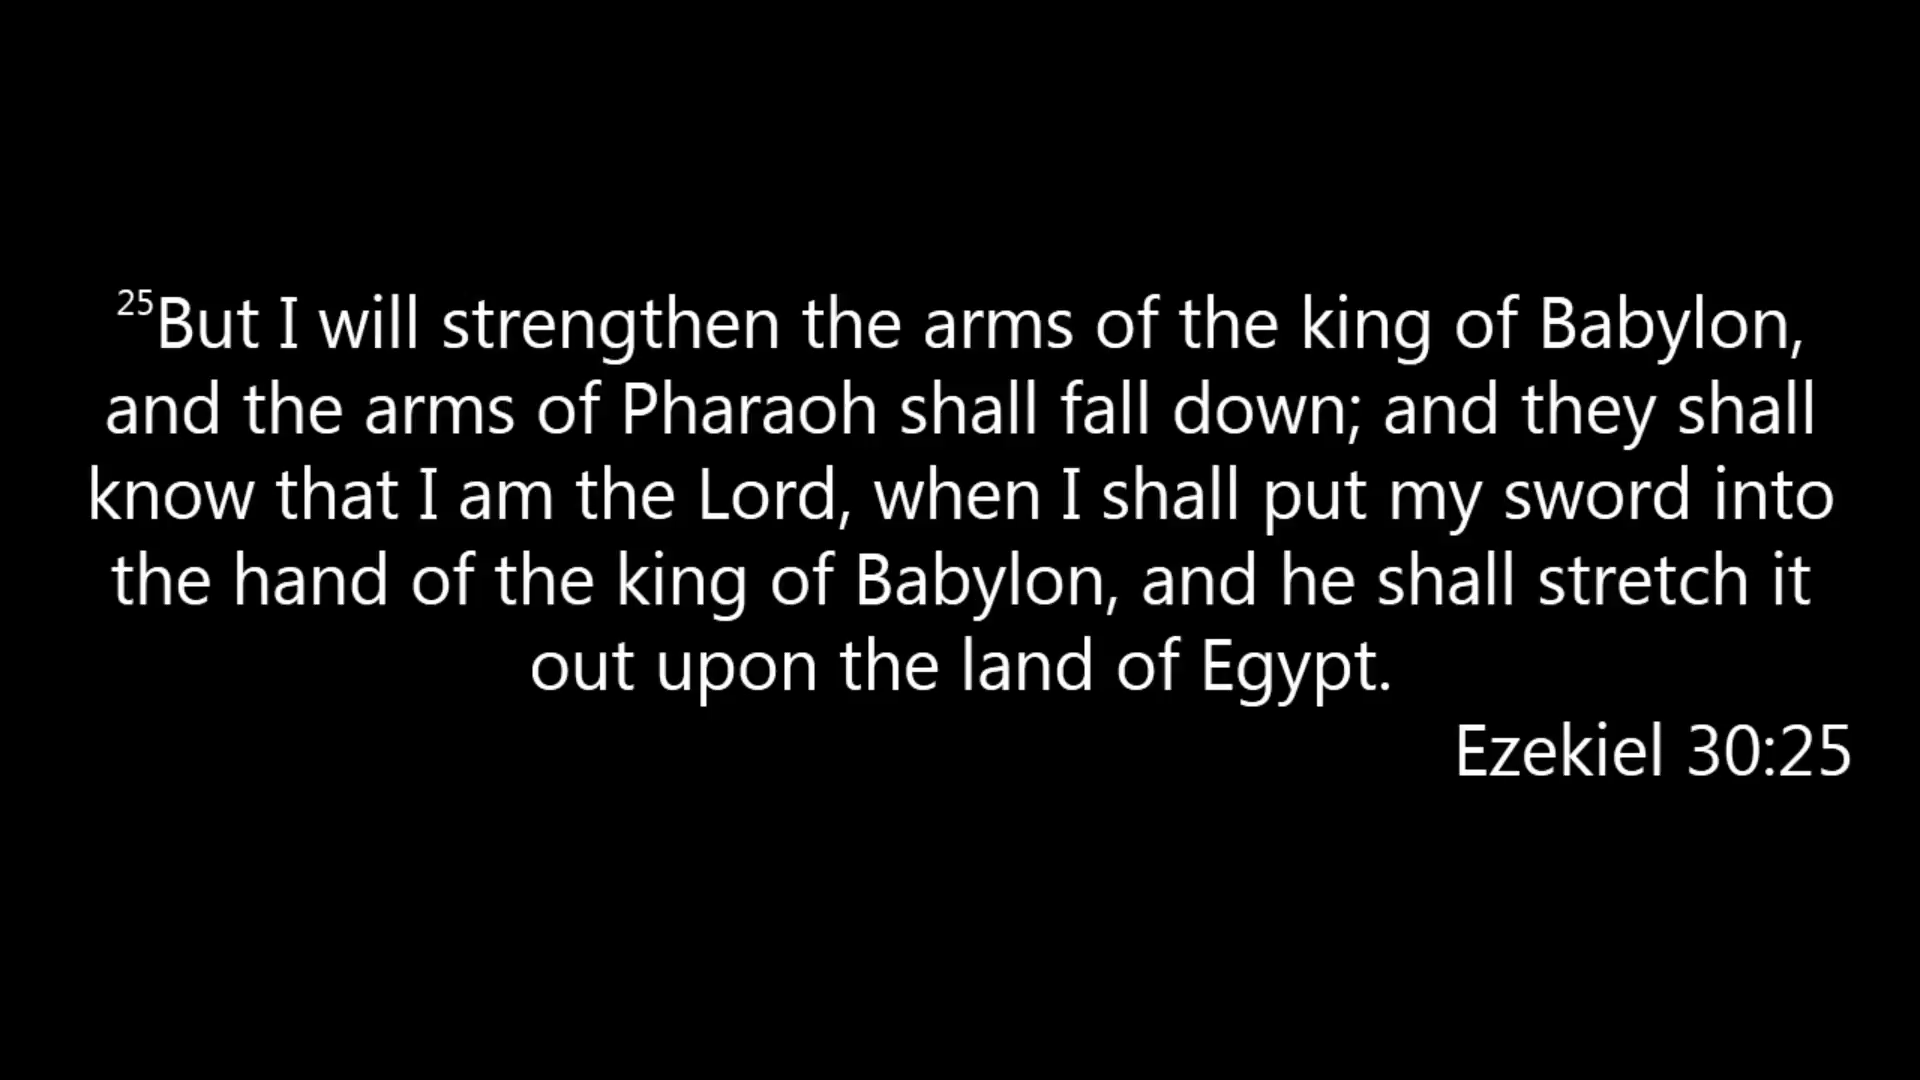 25But I will strengthen the arms of the king of Babylon,
and the arms of Pharaoh shall fall down; and they shall
know that I am the Lord, when I shall put my sword into
the hand of the king of Babylon, and he shall stretch it
out upon the land of Egypt.
Ezekiel 30:25